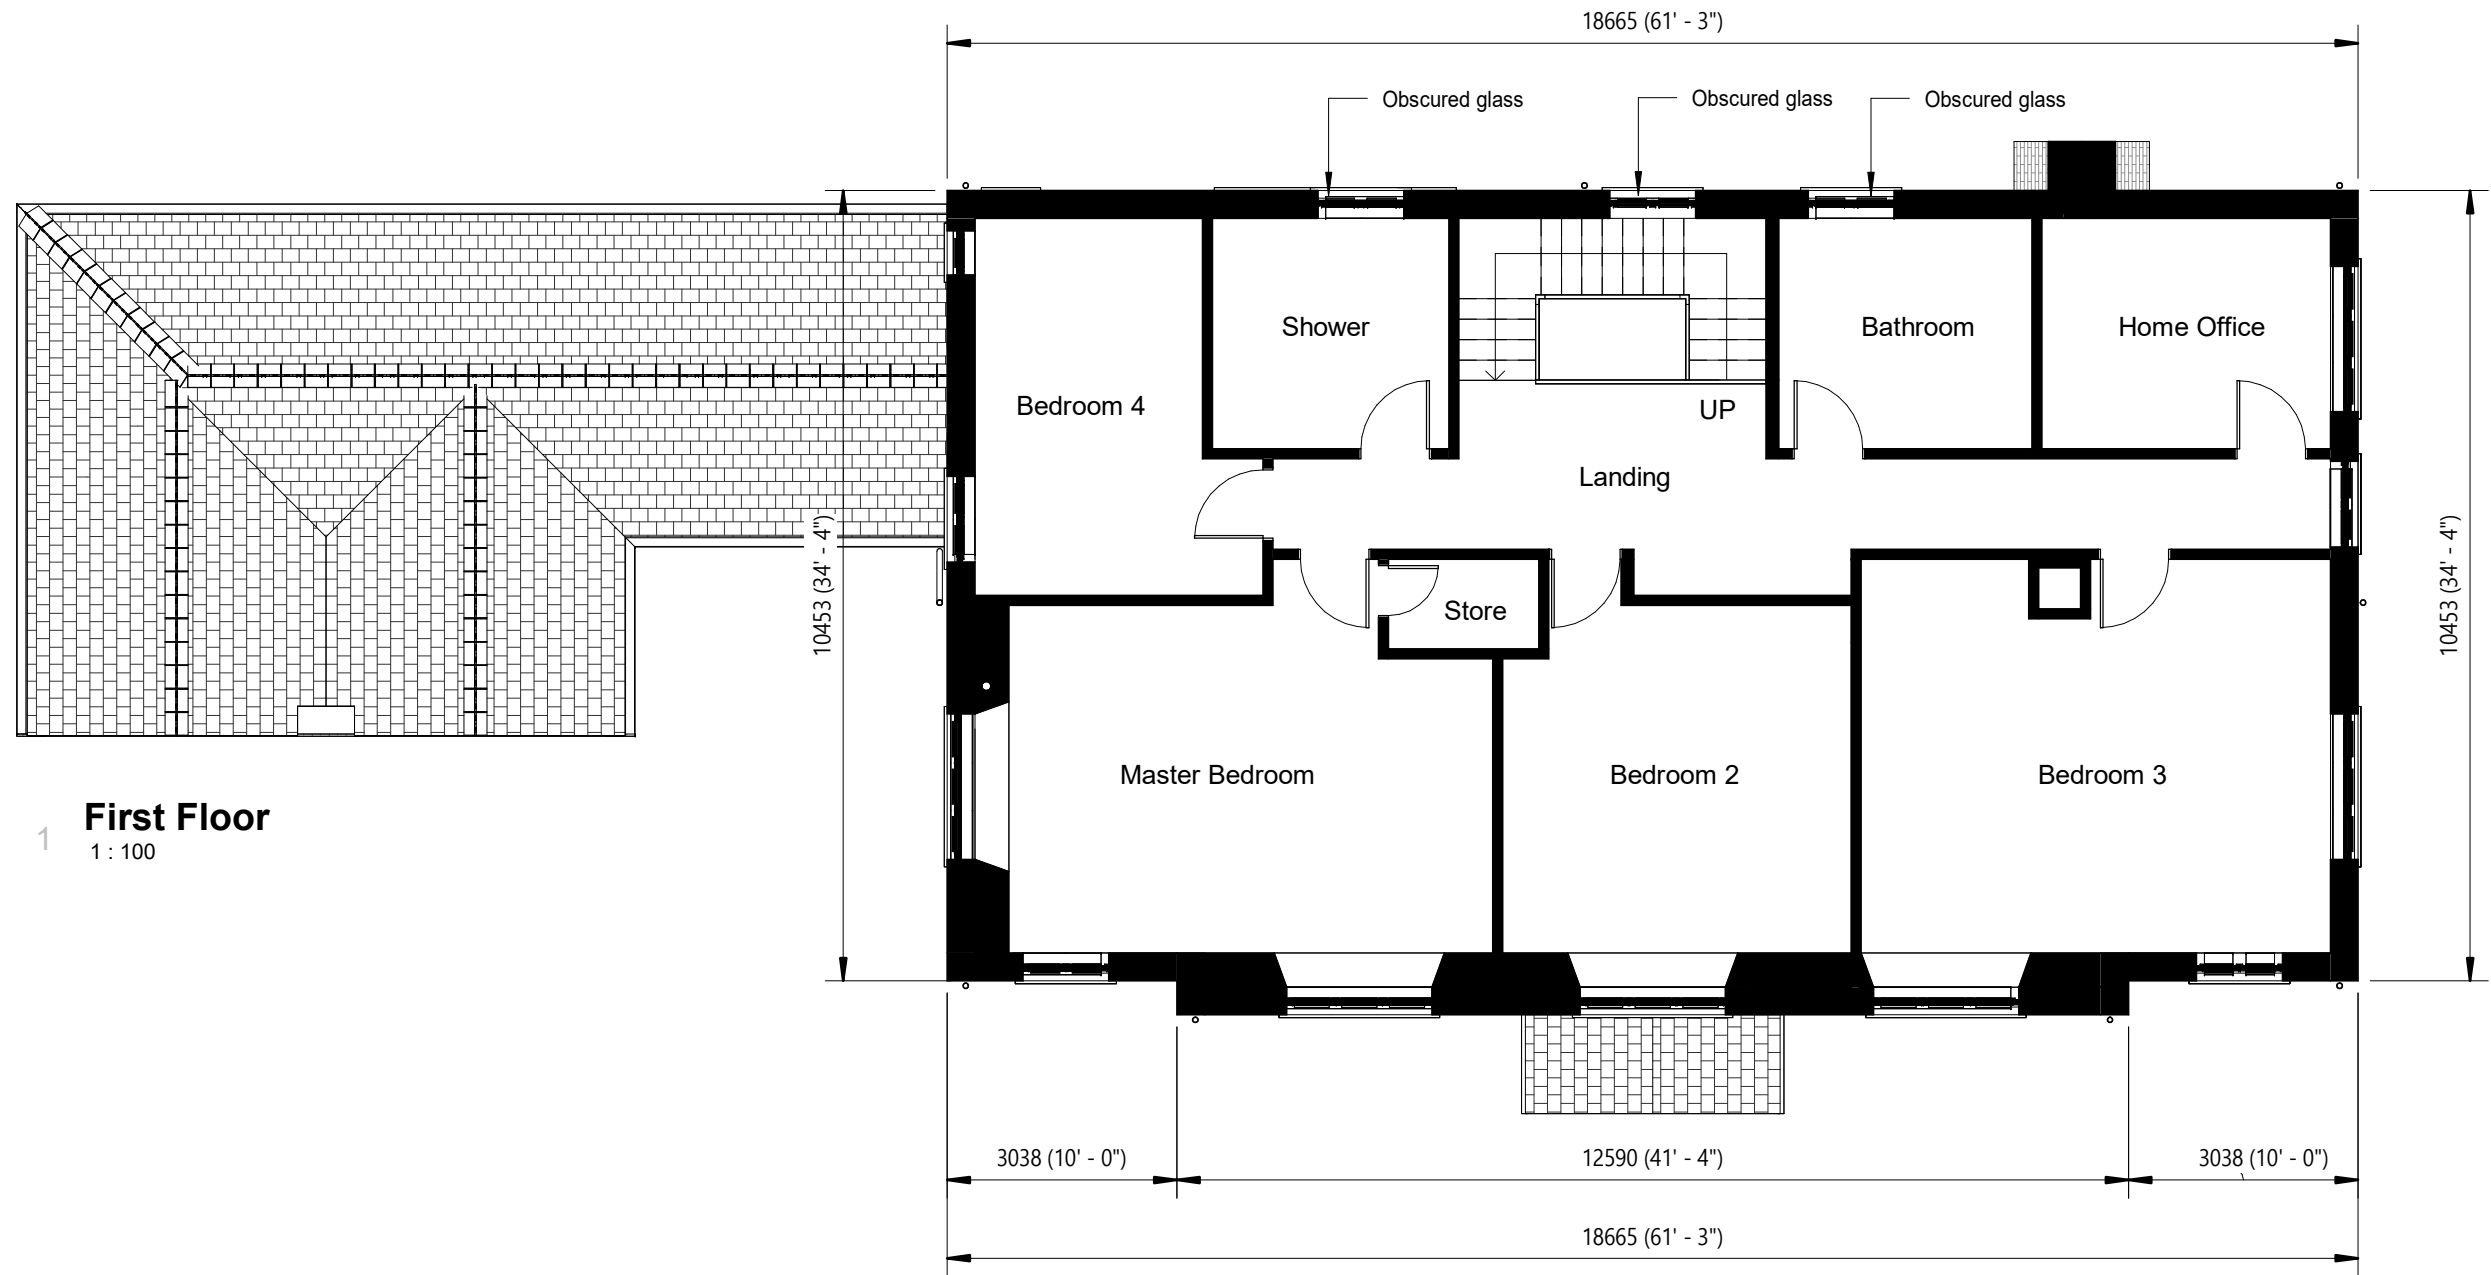 18665 (61' - 3")
Obscured glass
Obscured glass
Obscured glass
Shower
Bathroom
Home Office
Bedroom 4
UP
Landing
10453 (34' - 4")
10453 (34' - 4")
Store
Master Bedroom
Bedroom 2
Bedroom 3
1
First Floor
1 : 100
3038 (10' - 0")
12590 (41' - 4")
3038 (10' - 0")
18665 (61' - 3")